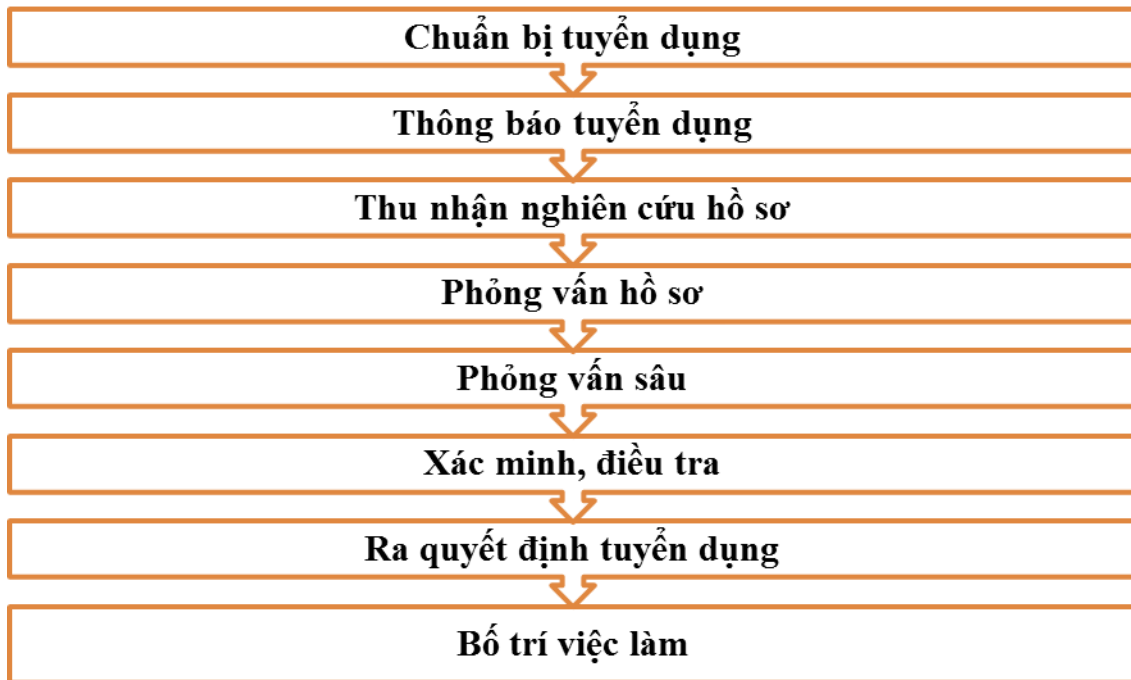 Chuẩn bị tuyển dụng
Thông báo tuyển dụng
Thu nhận nghiên cứu hồ sơ
Phỏng vấn hồ sơ
Phỏng vấn sâu
Xác minh, điều tra
Ra quyết định tuyển dụng
Bố trí việc làm